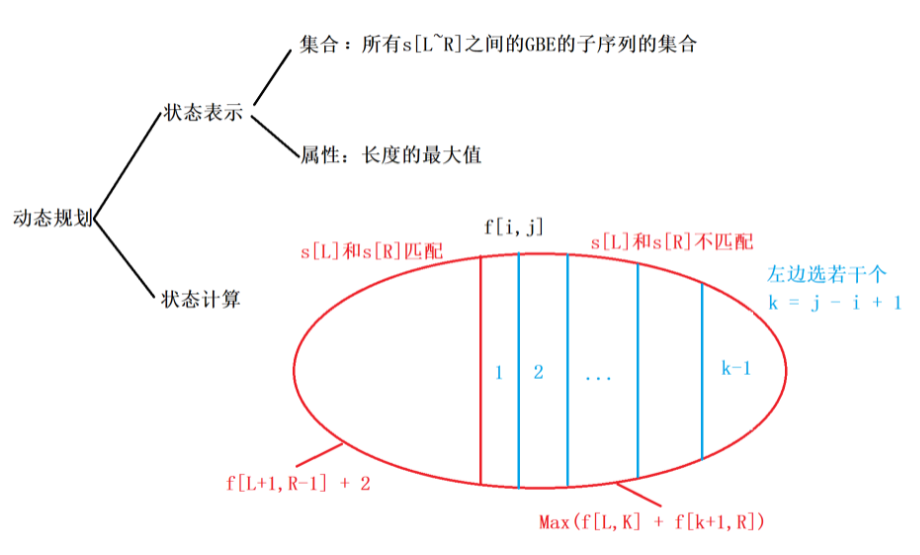 集合：所有s[L~R]之间的GBE的子序列的集合
状态表示
属性：长度的最大值
动态规划
状态计算
f[i,j]
s[L]和s[R]匹配
s[L]和s[R]不匹配
左边选若干个
k = j - i + 1
1
2
...
k-1
f[L+1,R-1] + 2
Max(f[L,K] + f[k+1,R])